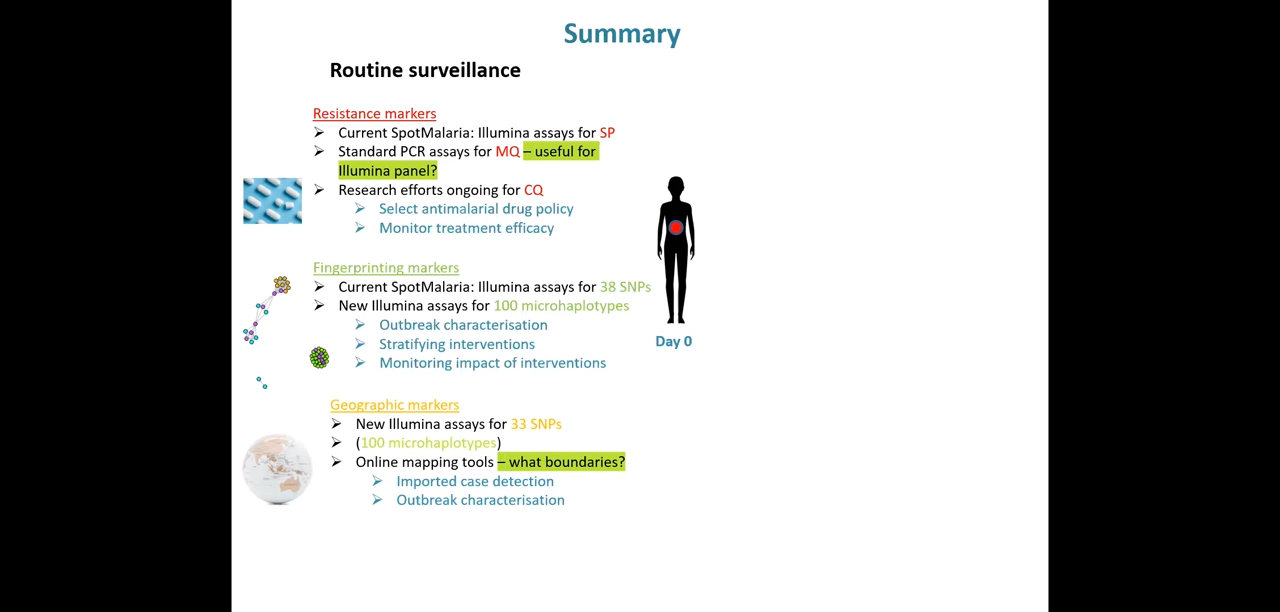 Summary
Routine surveillance
Resistance markers
➢ Current SpotMalaria: Illumina assays for SP
➢ Standard PCR assays for MQ – useful for
Illumina panel?
➢ Research efforts ongoing for CQ
➢ Select antimalarial drug policy
➢ Monitor treatment efficacy
Fingerprinting markers
➢ Current SpotMalaria: Illumina assays for 38 SNPs
➢ New Illumina assays for 100 microhaplotypes
➢ Outbreak characterisation
➢ Stratifying interventions
➢ Monitoring impact of interventions
Day 0
Geographic markers
➢ New Illumina assays for 33 SNPs
➢ (100 microhaplotypes)
➢ Online mapping tools – what boundaries?
➢ Imported case detection
➢ Outbreak characterisation